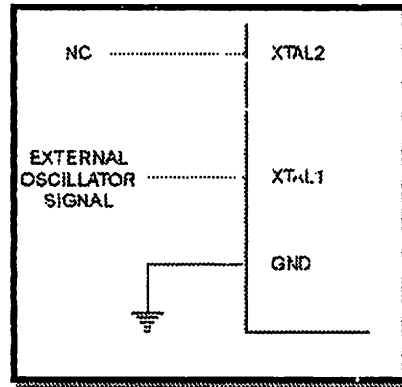 NC
XTAL2
EXTERNAL
OSCILLATOR
SIGNAL
XTAL1
GND